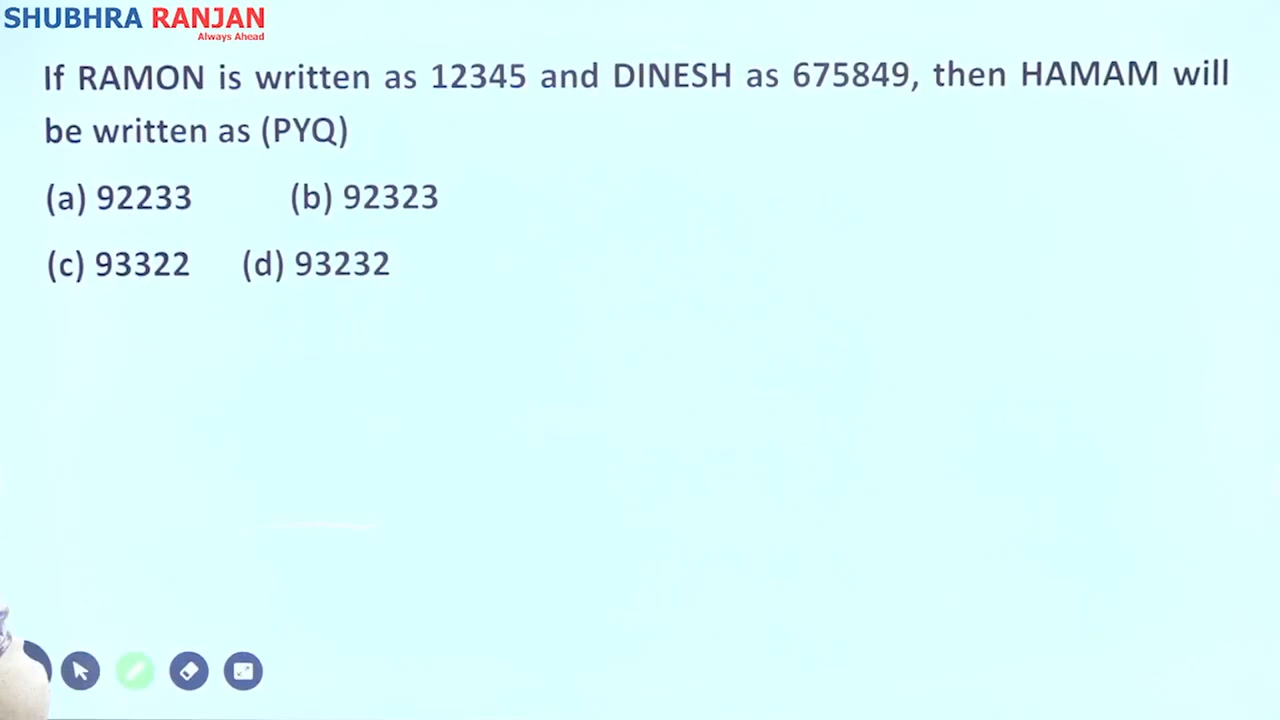 SHUBHRA RANJAN
Always Ahead
If RAMON is written as 12345 and DINESH as 675849, then HAMAM will
be written as (PYQ)
(a) 92233 (b) 92323
(c) 93322 (d) 93232